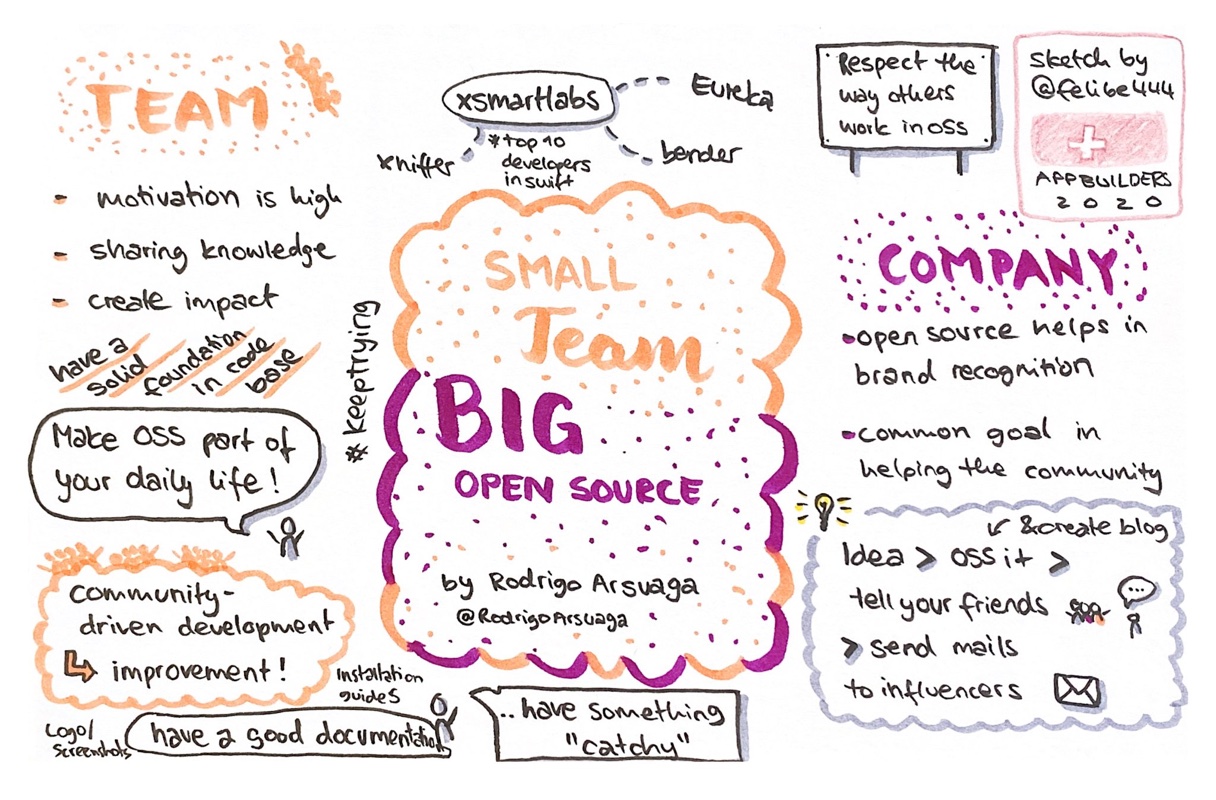 TEAM
- motivation is high
- sharing knowledge
- create impact
have a
solid
foundation
in code
base
Make OSS part of
your daily life!
community-
driven development
improvement!
Logo/
Screenshots
have a good documentation
Installation
guides
#keeptrying
xsmartlabs
Eureka
bender
xniffer
*top 10
developers
in swift
SMALL
Team
BIG
OPEN SOURCE
by Rodrigo Arsuaga
@RodrigoArsuaga
.. have something
"catchy"
Respect the
way others
work in OSS
sketch by
@felibe444
APPBUILDERS
2020
COMPANY
•open source helps in
brand recognition
•common goal in
helping the community
& create blog
Idea > OSS it >
tell your friends
> send mails
to influencers